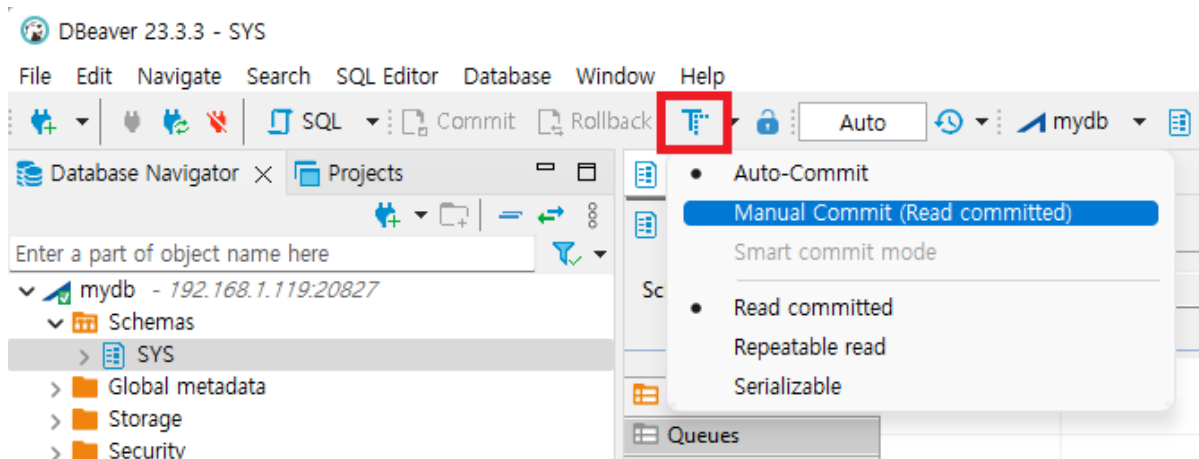 DBeaver 23.3.3 - SYS
File Edit Navigate Search SQL Editor Database Window Help
SQL Commit Rollback Auto mydb
Database Navigator Projects
Auto-Commit
Manual Commit (Read committed)
Smart commit mode
Read committed
Repeatable read
Serializable
Enter a part of object name here
mydb - 192.168.1.119:20827
Schemas
SYS
Global metadata
Storage
Security
Queues